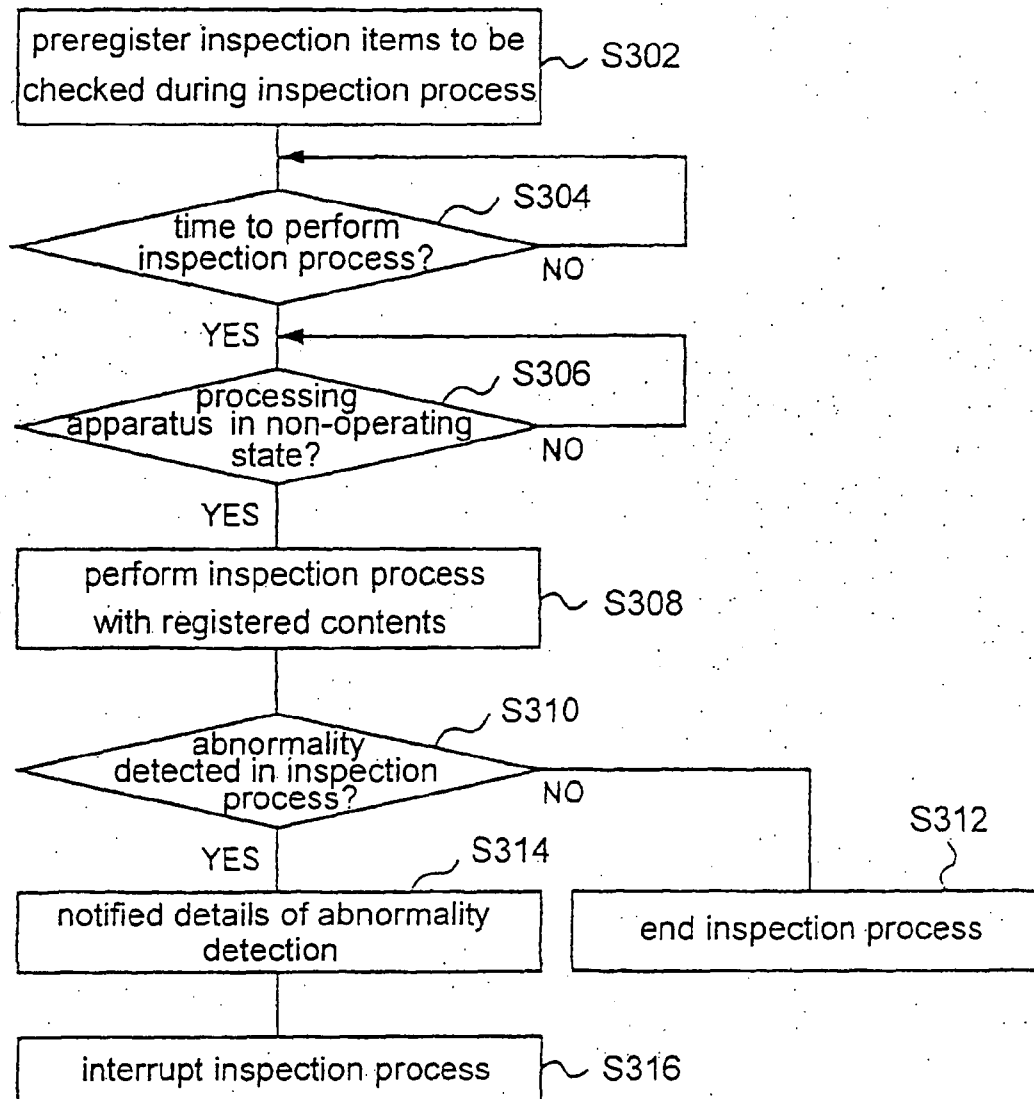 preregister inspection items to be
checked during inspection process
S302
S304
time to perform
inspection process?
NO
YES
S306
processing
apparatus in non-operating
state?
NO
YES
perform inspection process
with registered contents
S308
S310
abnormality
detected in inspection
process?
NO
YES
S314
S312
notified details of abnormality
detection
end inspection process
interrupt inspection process
S316